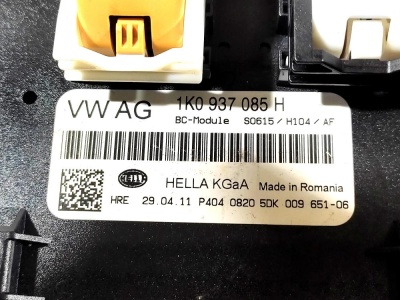 VW AG 1K0 937 085 H
BC-Module S0615/H104/AF
HELLA HELLA KGaA Made in Romania
HRE 29.04.11 P404 0820 5DK 009 651-06